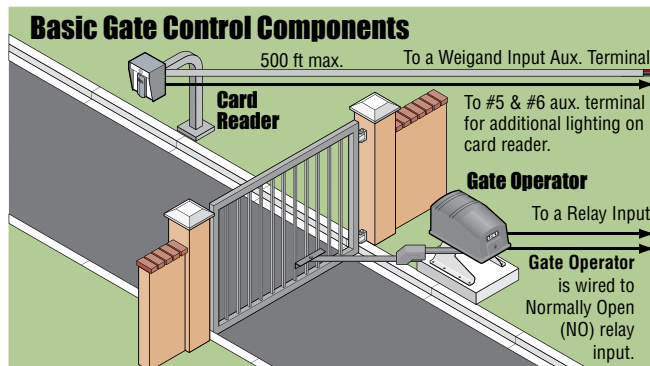 Basic Gate Control Components
500 ft max.
To a Weigand Input Aux. Terminal
Card
Reader
To #5 & #6 aux. terminal
for additional lighting on
card reader.
Gate Operator
To a Relay Input
Gate Operator
is wired to
Normally Open
(NO) relay
input.